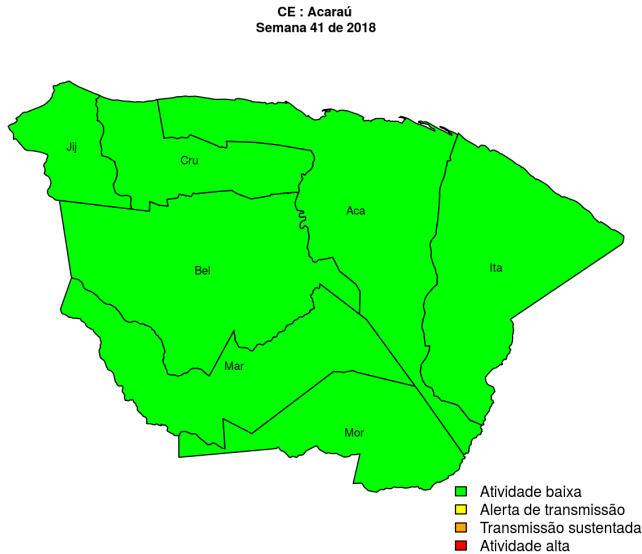 CE : Acaraú
Semana 41 de 2018
Jij
Cru
Aca
Bel
Ita
Mar
Mor
Atividade baixa
Alerta de transmissão
Transmissão sustentada
Atividade alta